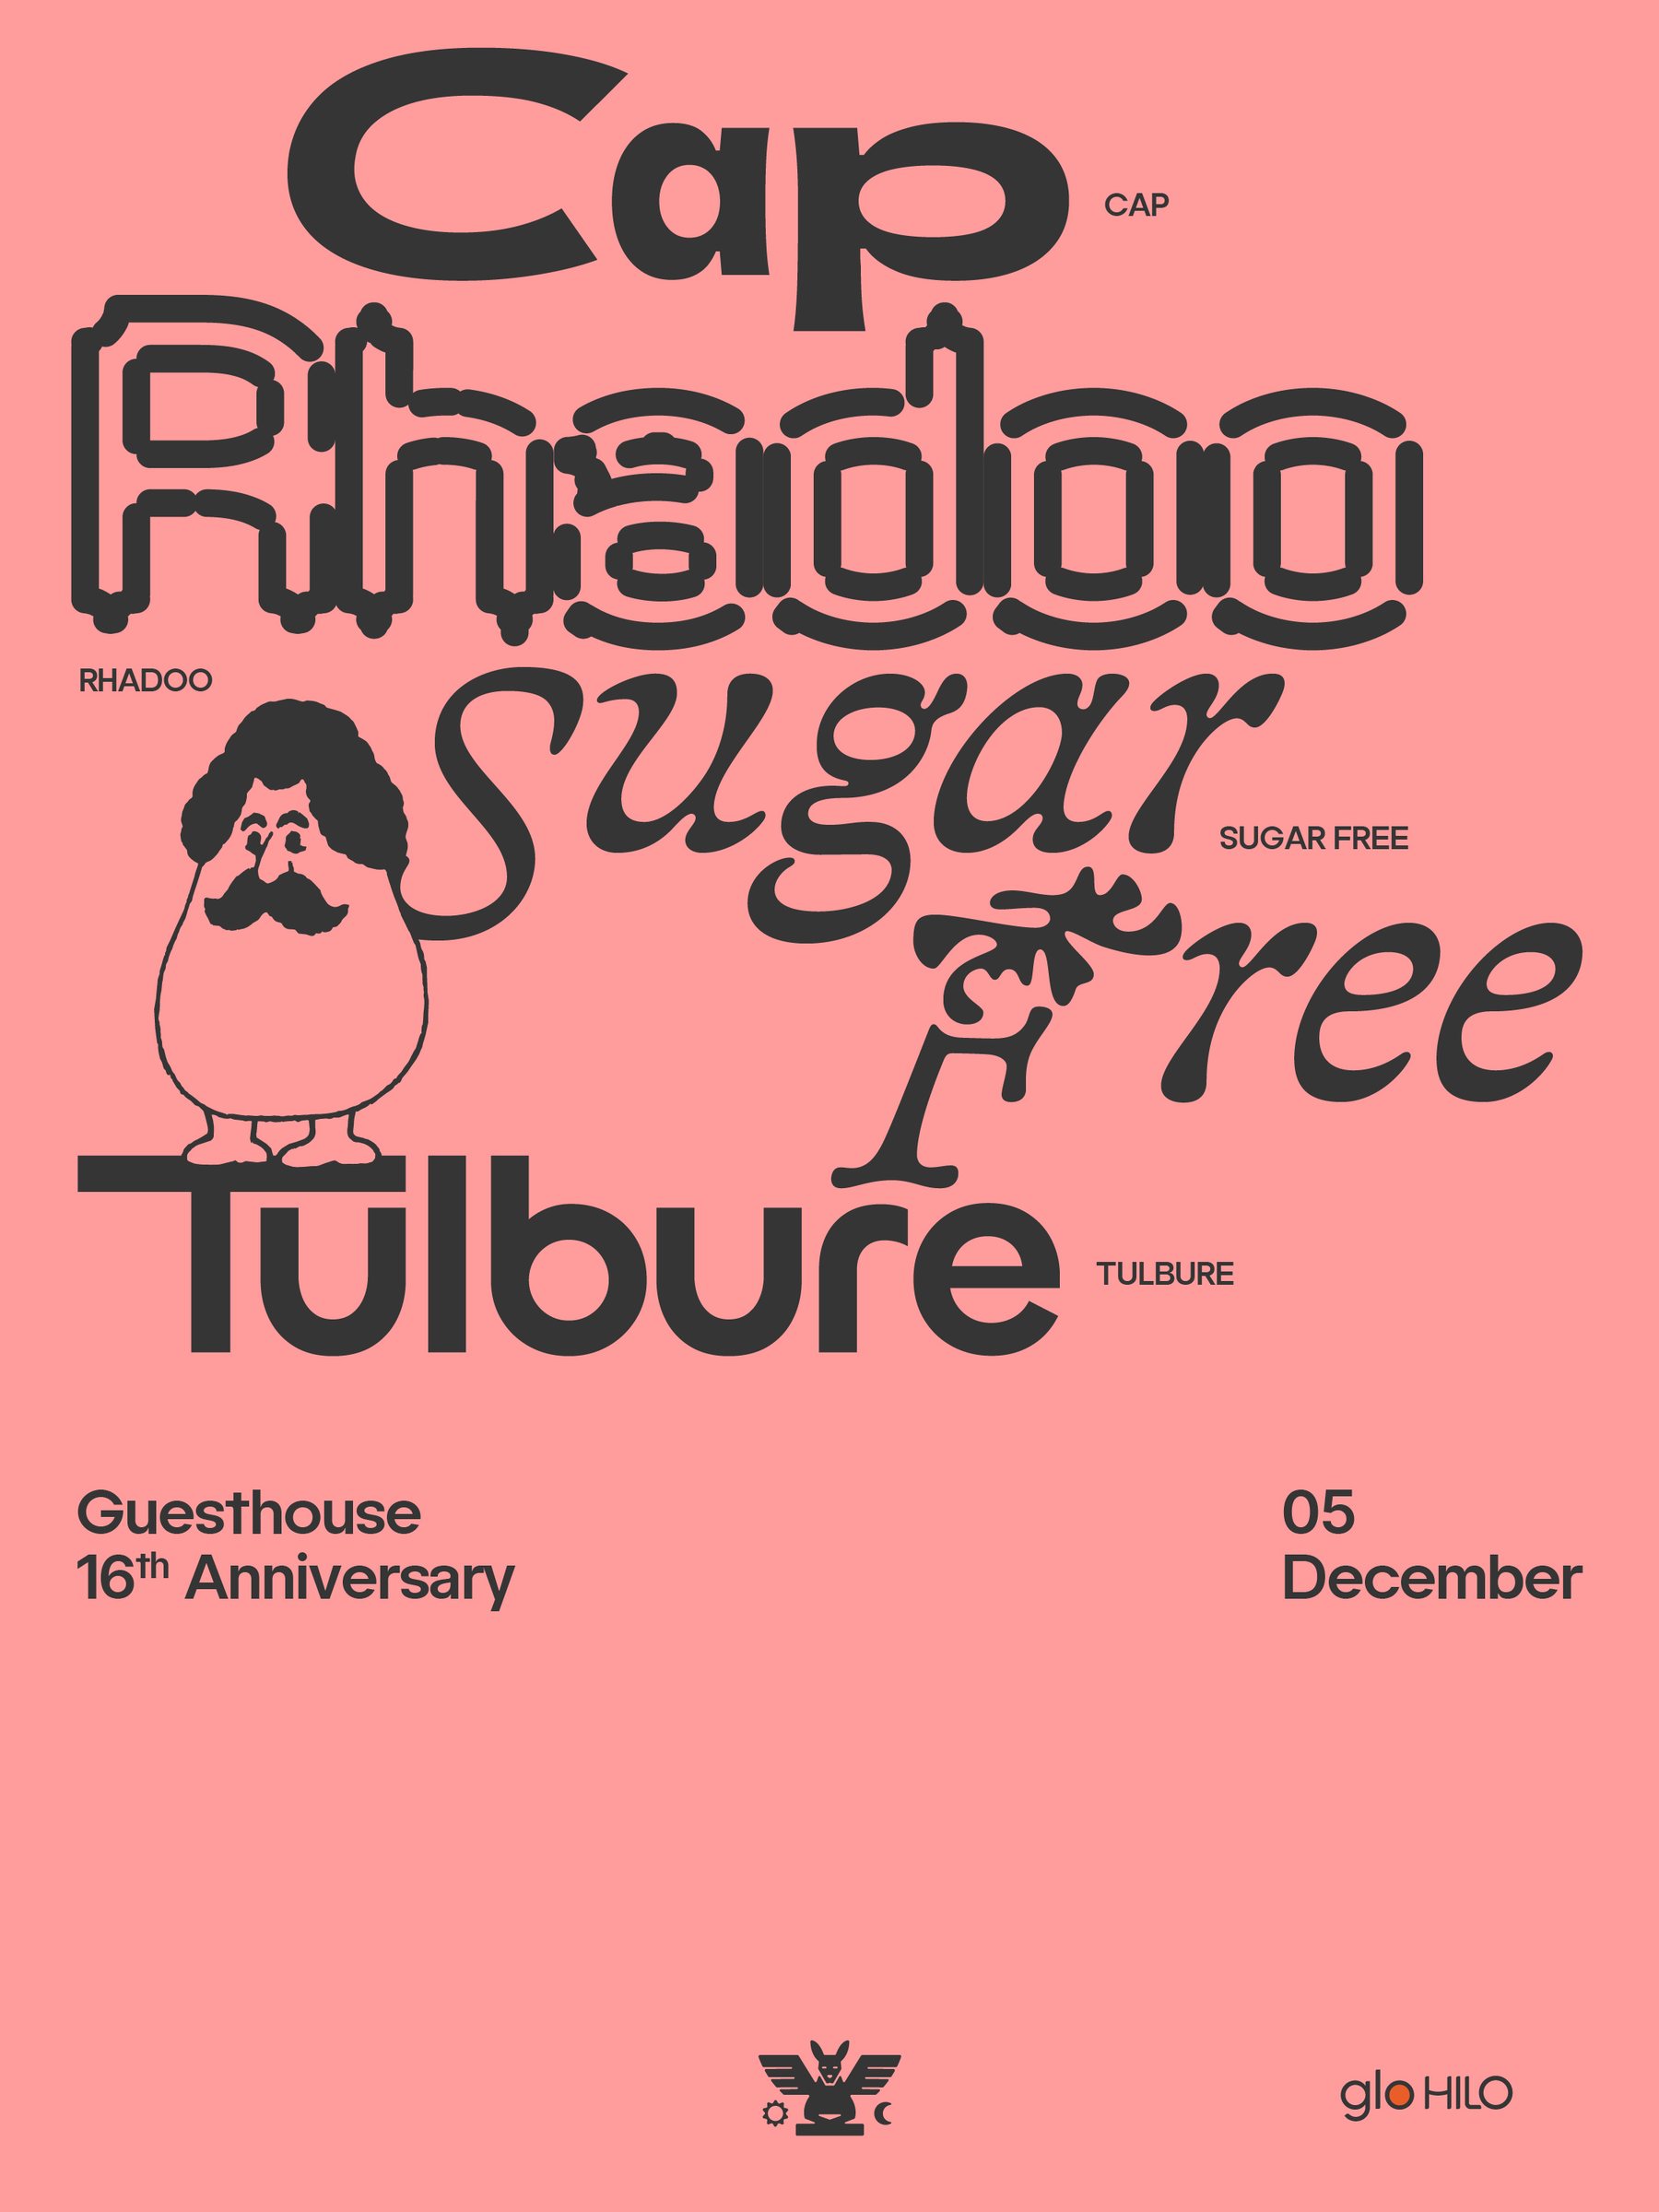 Cap
CAP
Rhadoo
RHADOO
Sugar
SUGAR FREE
Free
Tulbure
TULBURE
Guesthouse
16th Anniversary
05
December
glo HILO